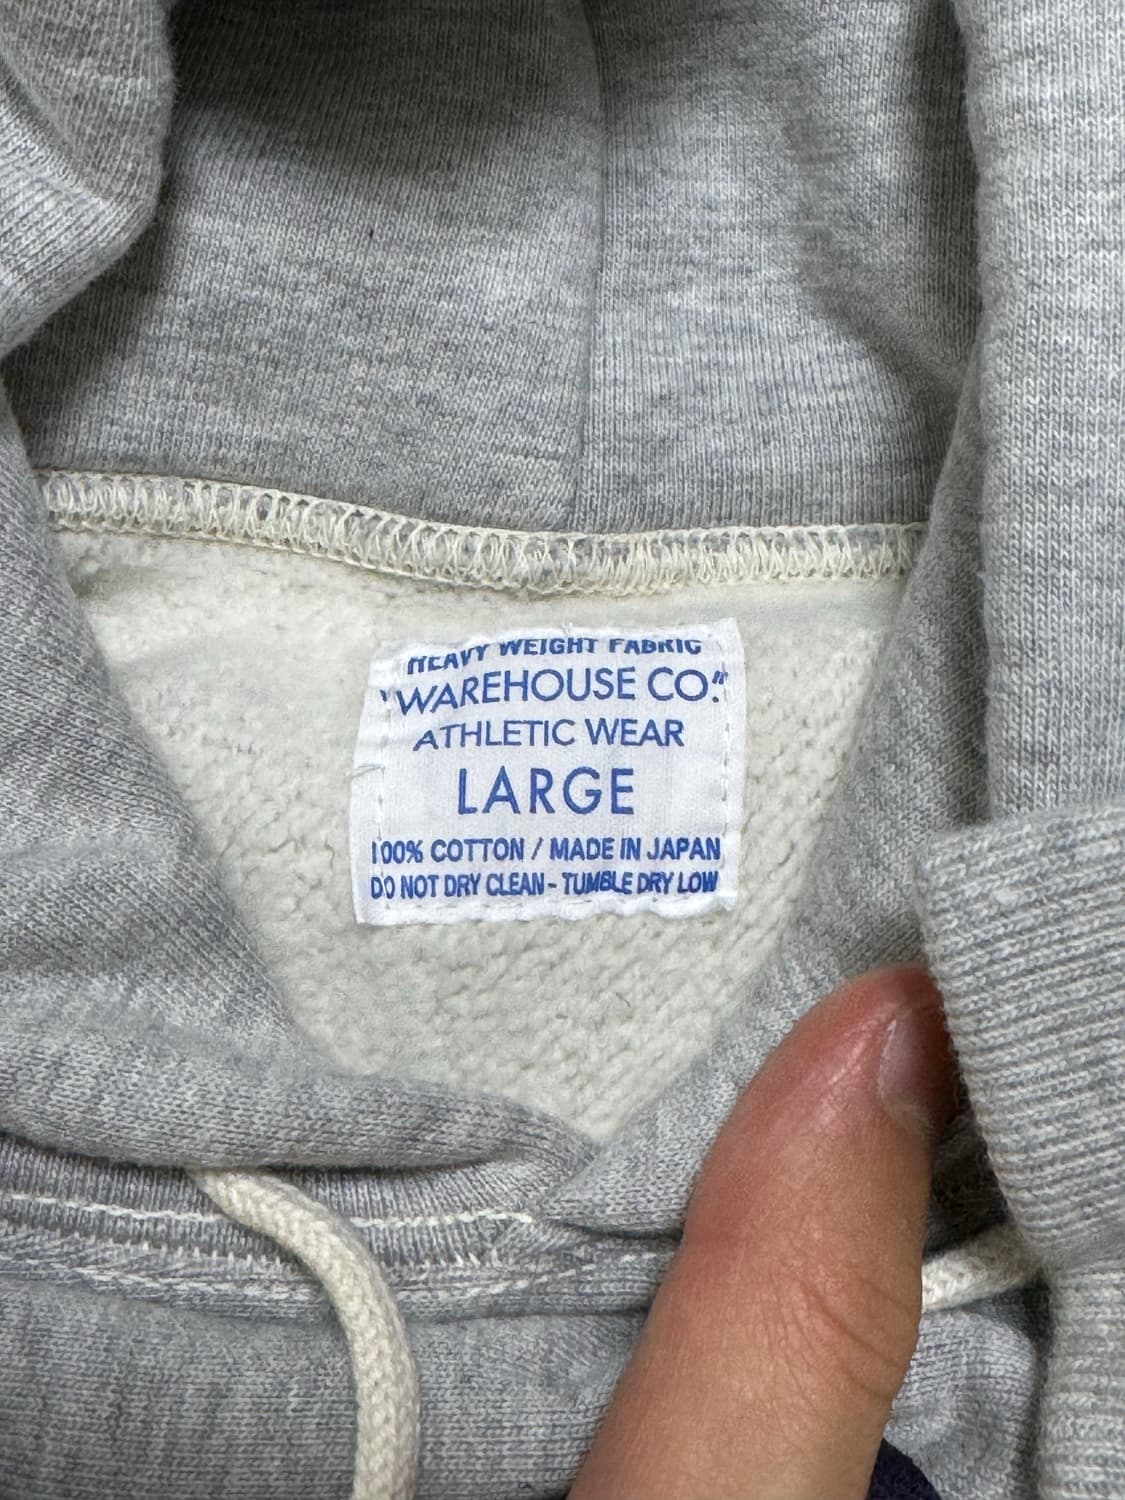 HEAVY WEIGHT FABRIC
"WAREHOUSE CO."
ATHLETIC WEAR
LARGE
100% COTTON / MADE IN JAPAN
DO NOT DRY CLEAN - TUMBLE DRY LOW